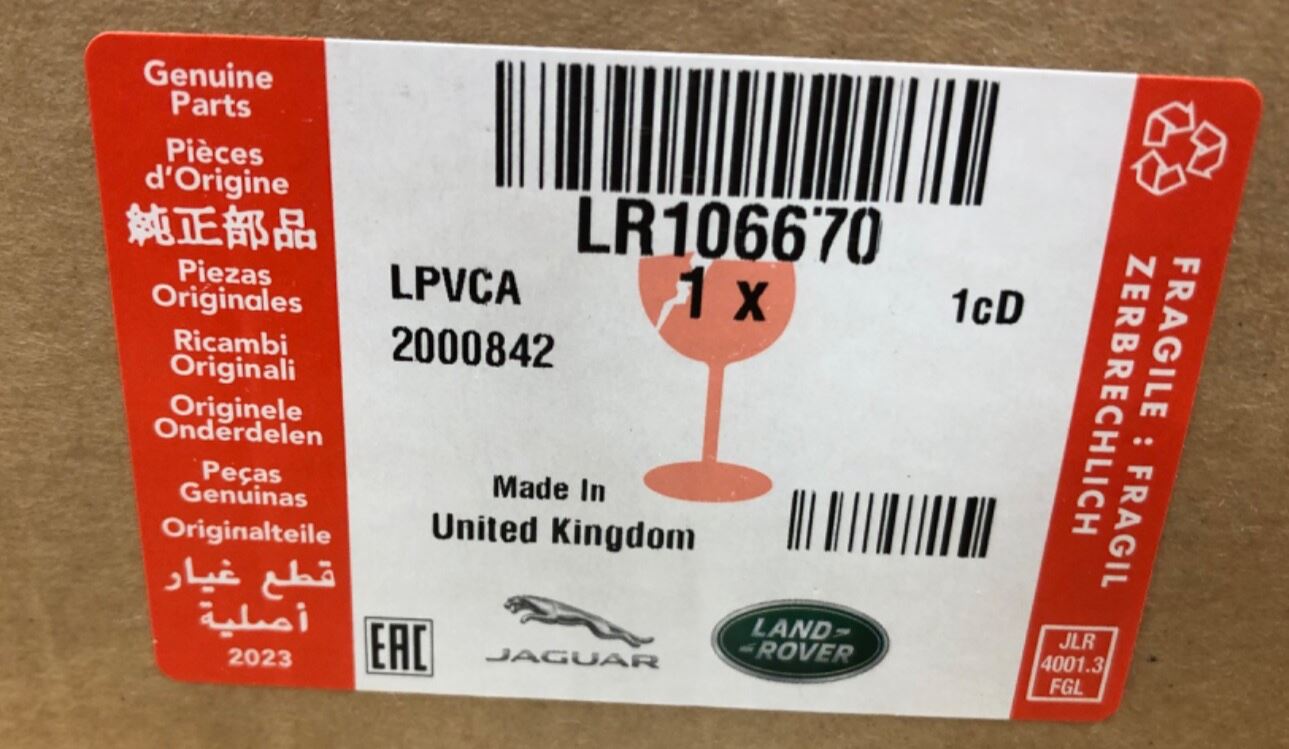 Genuine
Parts
Pièces
d'Origine
純正部品
Piezas
Originales
Ricambi
Originali
Originele
Onderdelen
Peças
Genuinas
Originalteile
قطع غيار
أصلية
2023
LR106670
LPVCA
1 x
1cD
2000842
Made In
United Kingdom
EAC
JAGUAR
LAND-
-ROVER
FRAGILE : FRAGIL
ZERBRECHLICH
JLR
4001.3
FGL